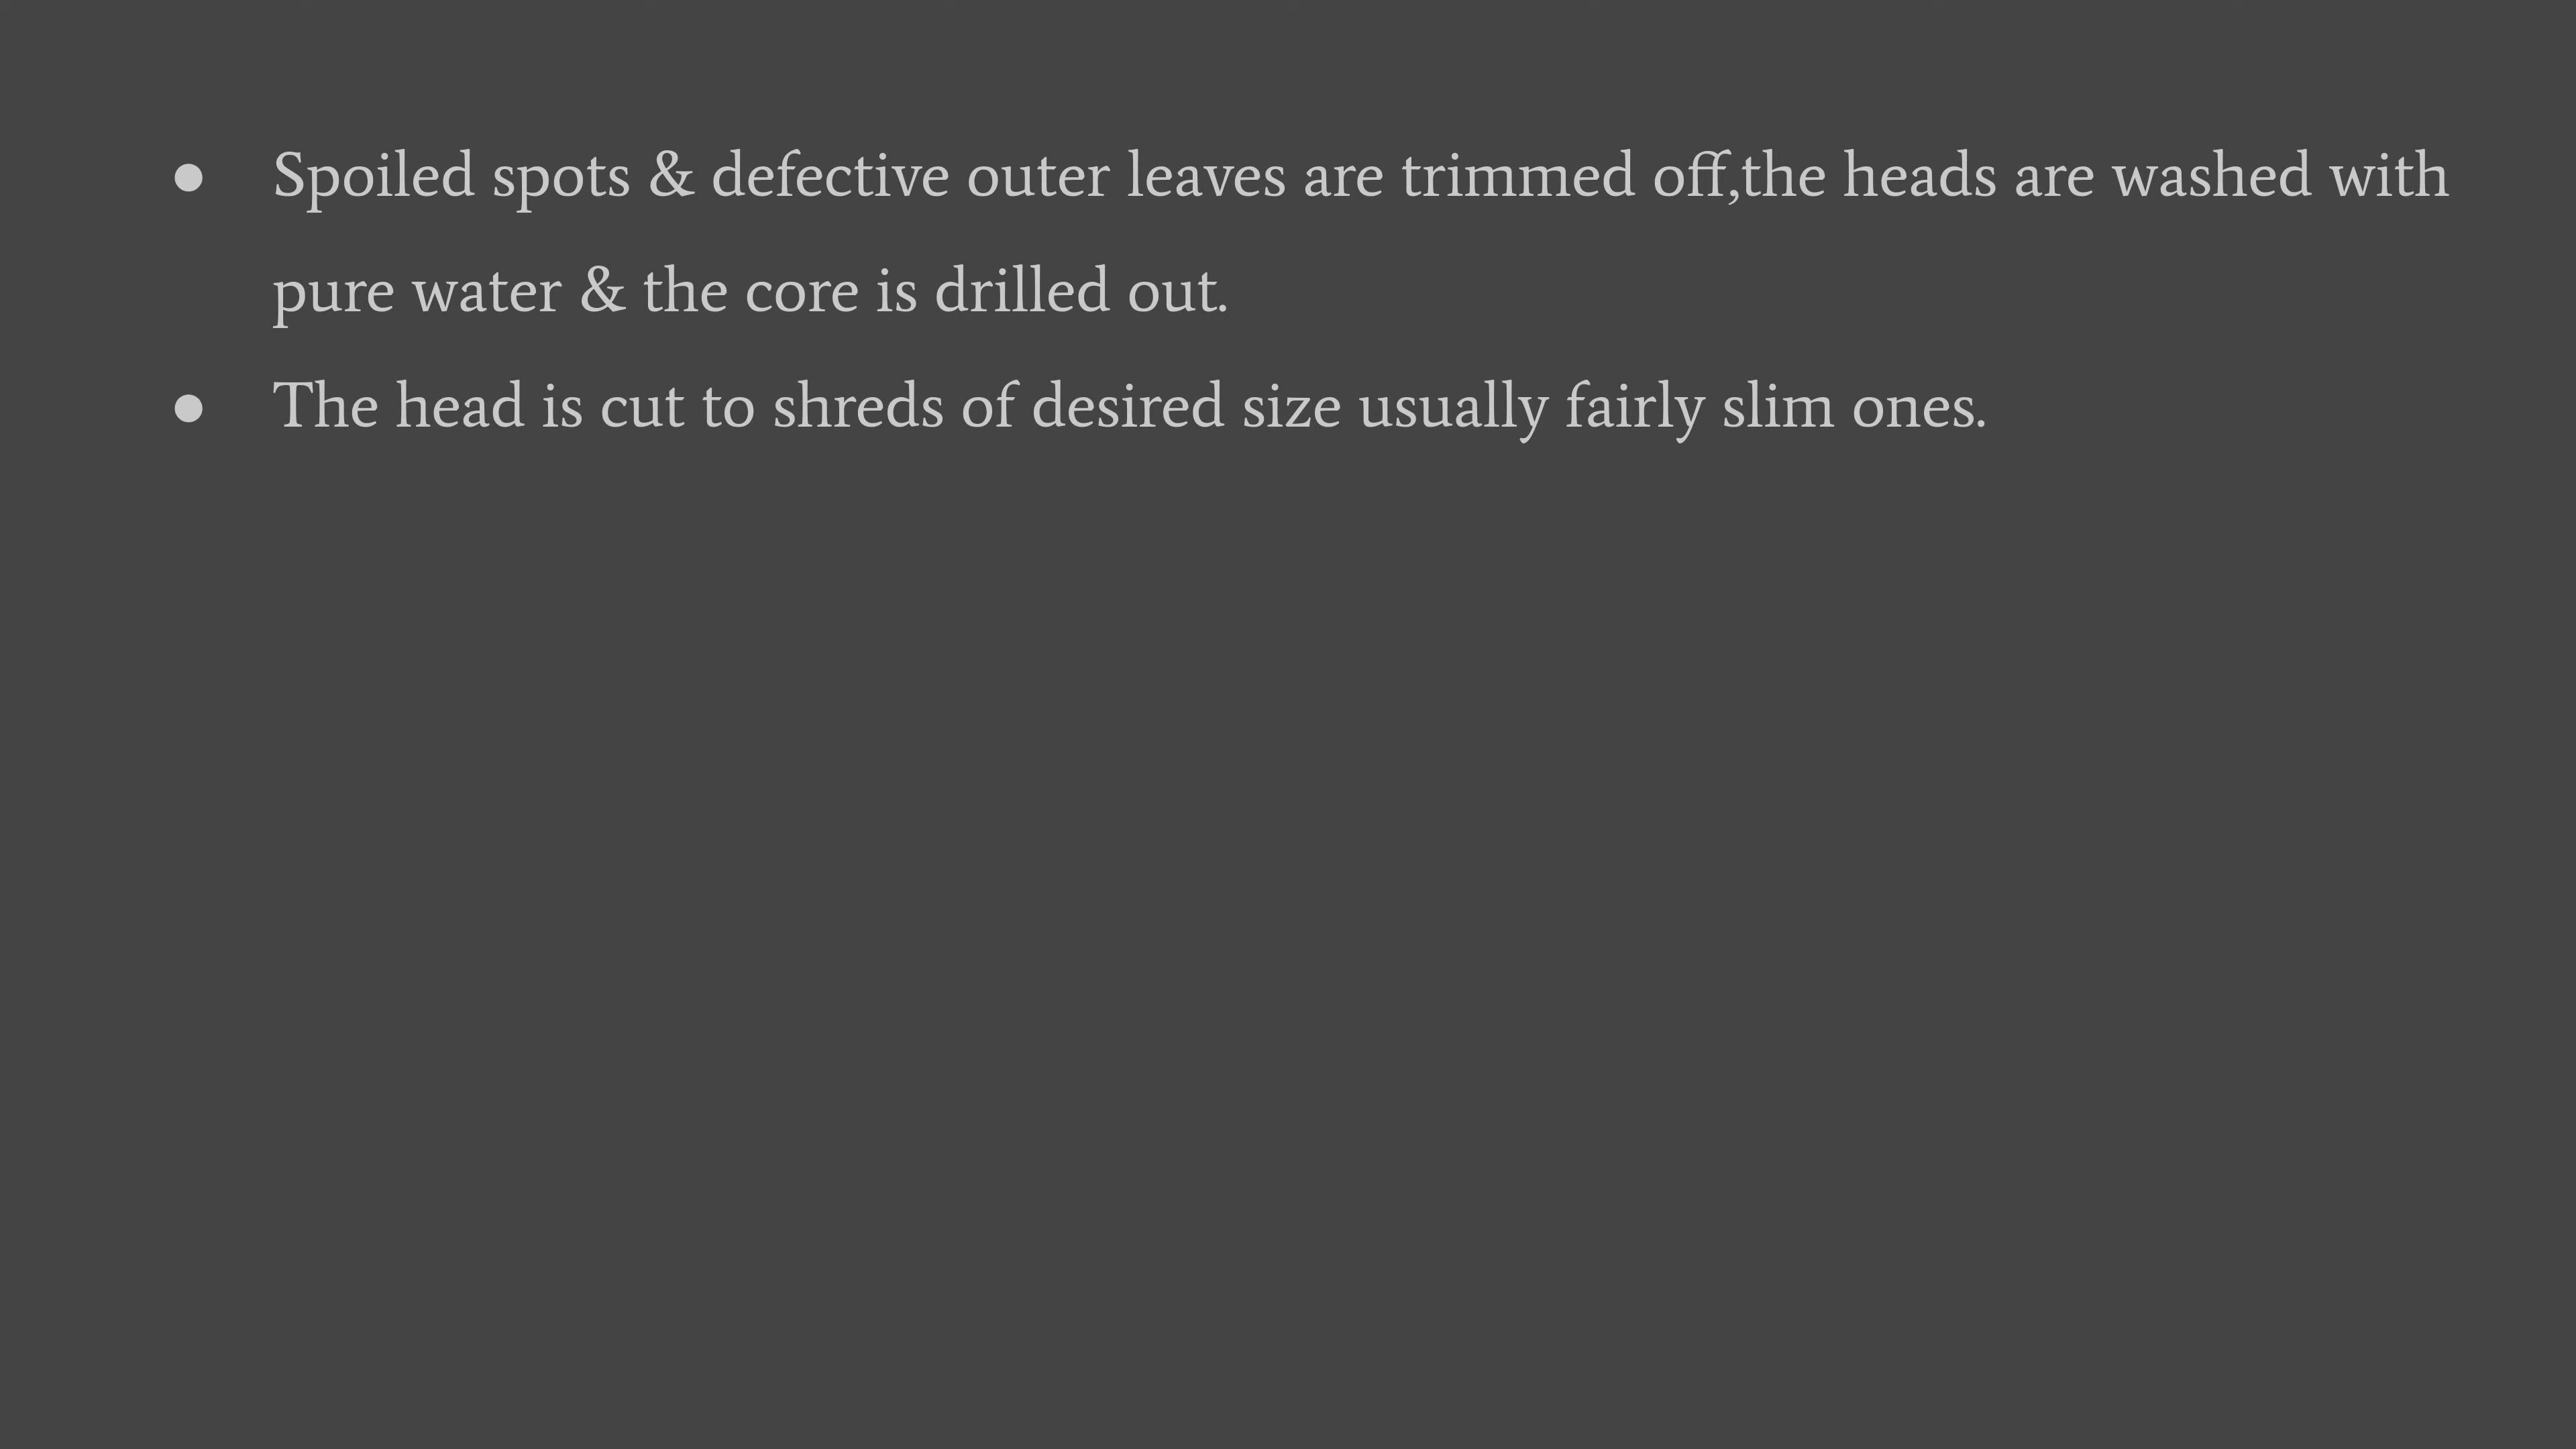 ● Spoiled spots & defective outer leaves are trimmed off,the heads are washed with
pure water & the core is drilled out.
● The head is cut to shreds of desired size usually fairly slim ones.